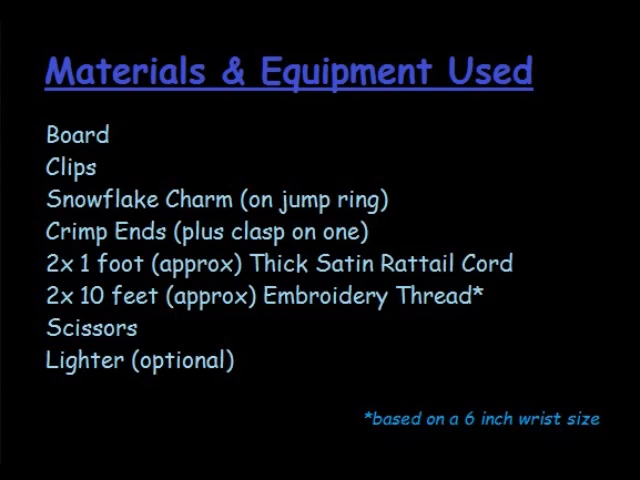 Materials & Equipment Used
Board
Clips
Snowflake Charm (on jump ring)
Crimp Ends (plus clasp on one)
2x 1 foot (approx) Thick Satin Rattail Cord
2x 10 feet (approx) Embroidery Thread*
Scissors
Lighter (optional)
*based on a 6 inch wrist size